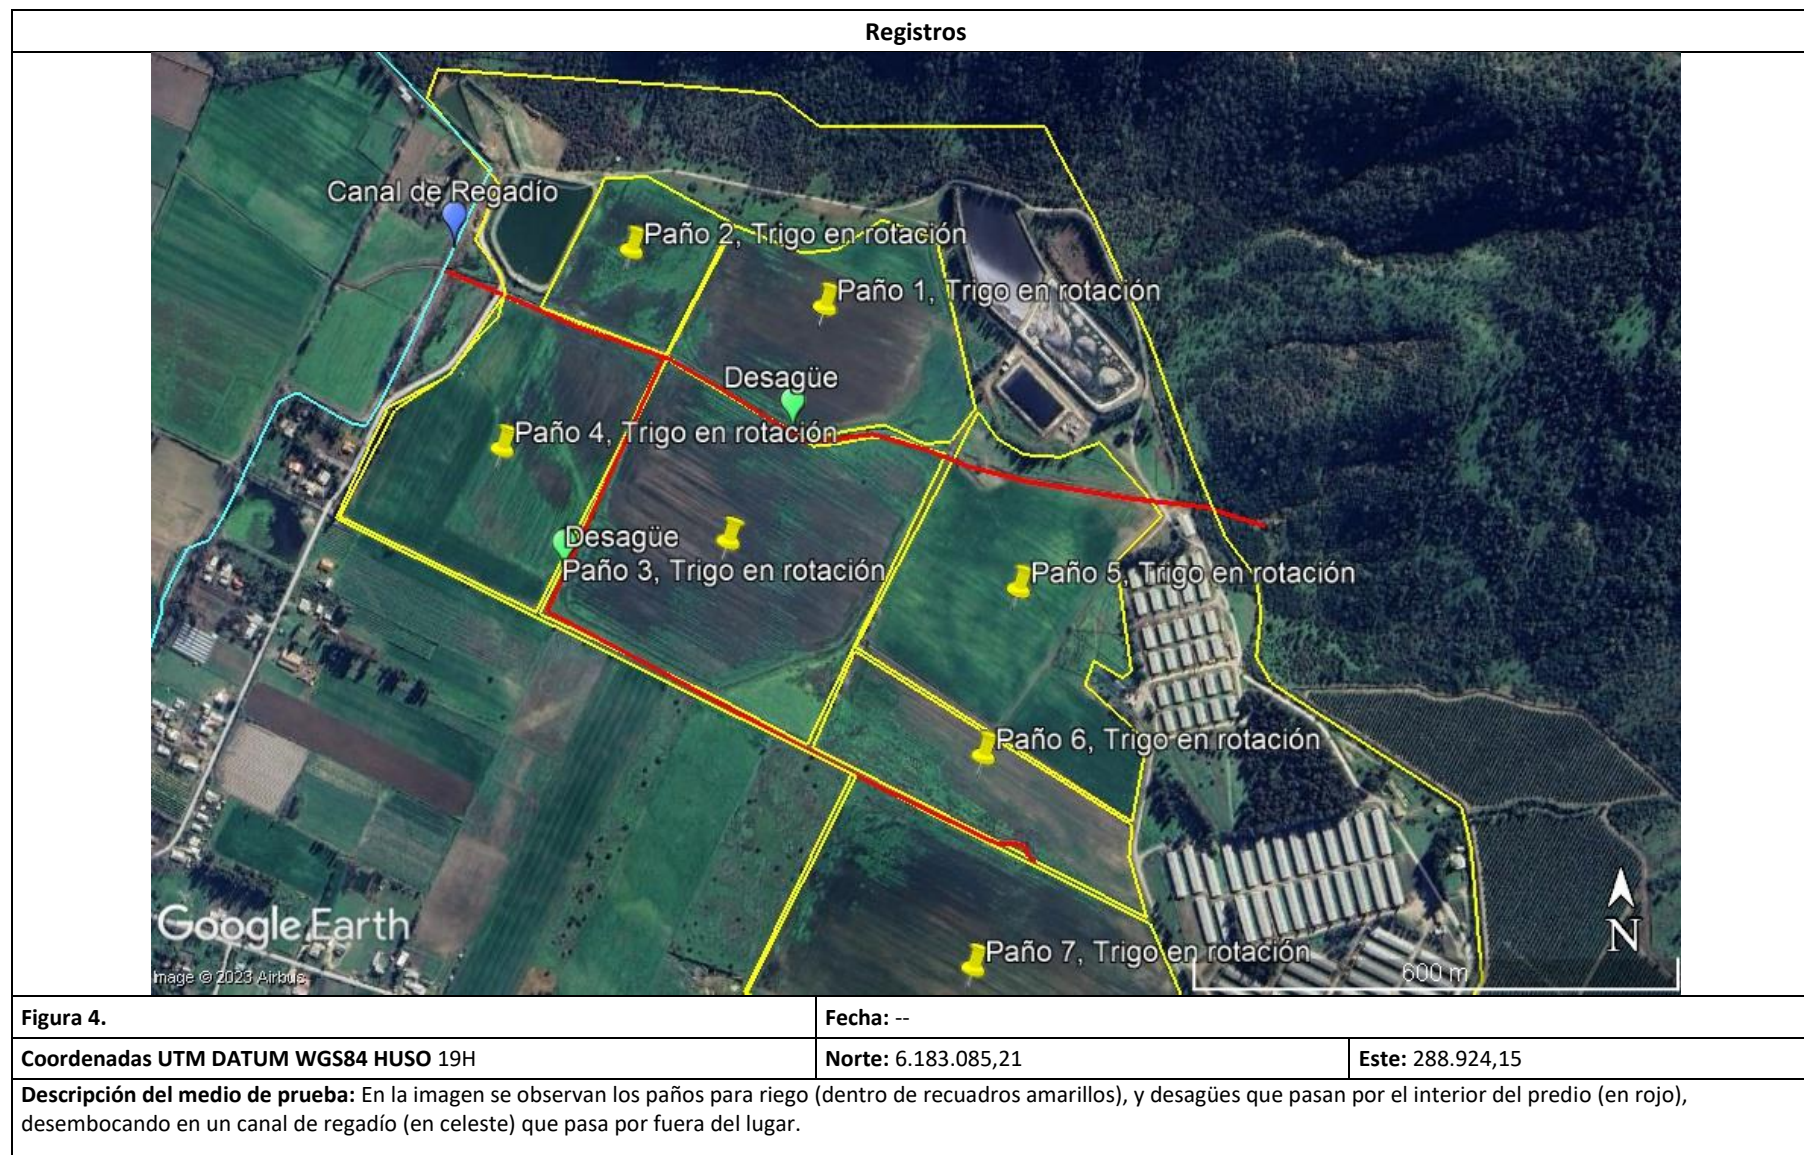 Registros
Canal de Regadío
Paño 2, Trigo en rotación
Paño 1, Trigo en rotación
Desagüe
Paño 4, Trigo en rotación
Desagüe
Paño 3, Trigo en rotación
Paño 5, Trigo en rotación
Paño 6, Trigo en rotación
Paño 7, Trigo en rotación
Google Earth
N
600 m
Image © 2023 Airbus
Figura 4.
Fecha: --
Coordenadas UTM DATUM WGS84 HUSO 19H
Norte: 6.183.085,21
Este: 288.924,15
Descripción del medio de prueba: En la imagen se observan los paños para riego (dentro de recuadros amarillos), y desagües que pasan por el interior del predio (en rojo),
desembocando en un canal de regadío (en celeste) que pasa por fuera del lugar.